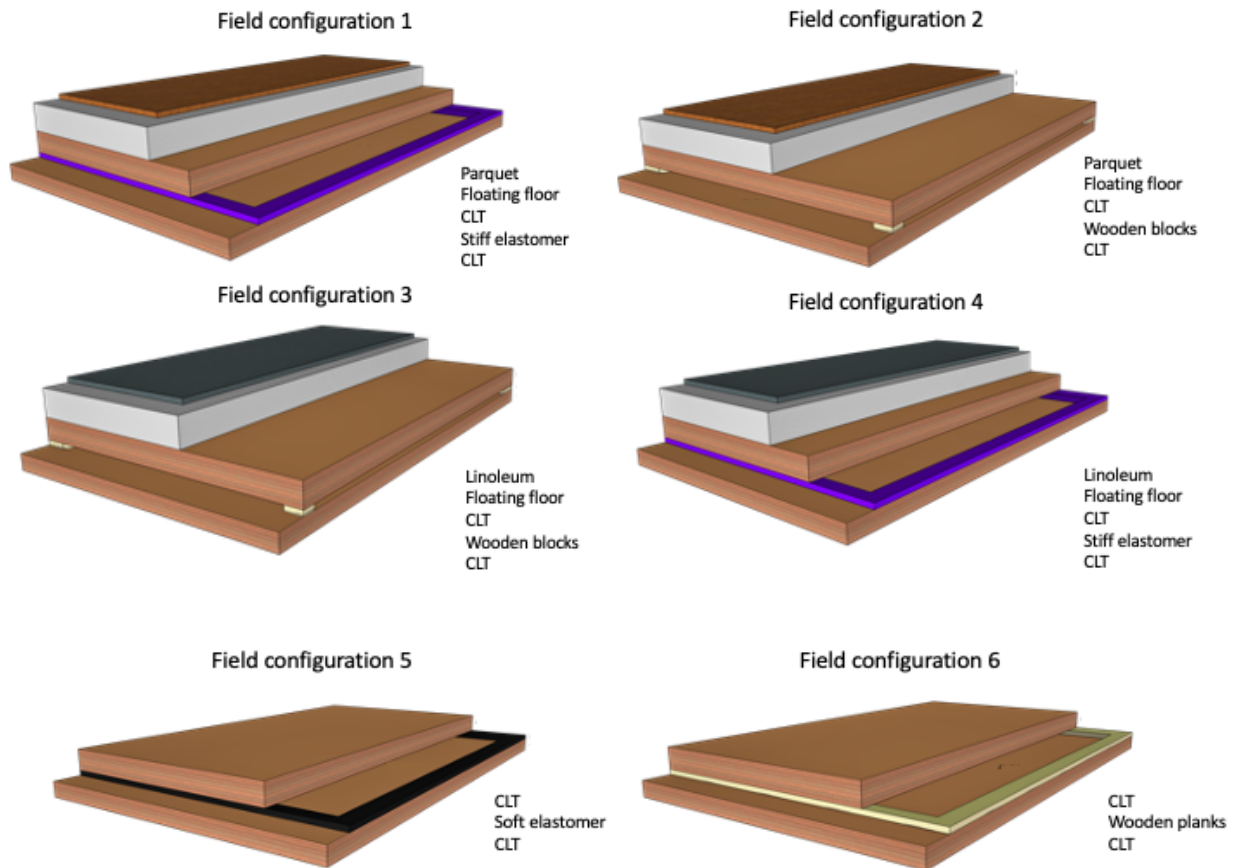 Field configuration 1
Parquet
Floating floor
CLT
Stiff elastomer
CLT
Field configuration 2
Parquet
Floating floor
CLT
Wooden blocks
CLT
Field configuration 3
Linoleum
Floating floor
CLT
Wooden blocks
CLT
Field configuration 4
Linoleum
Floating floor
CLT
Stiff elastomer
CLT
Field configuration 5
CLT
Soft elastomer
CLT
Field configuration 6
CLT
Wooden planks
CLT